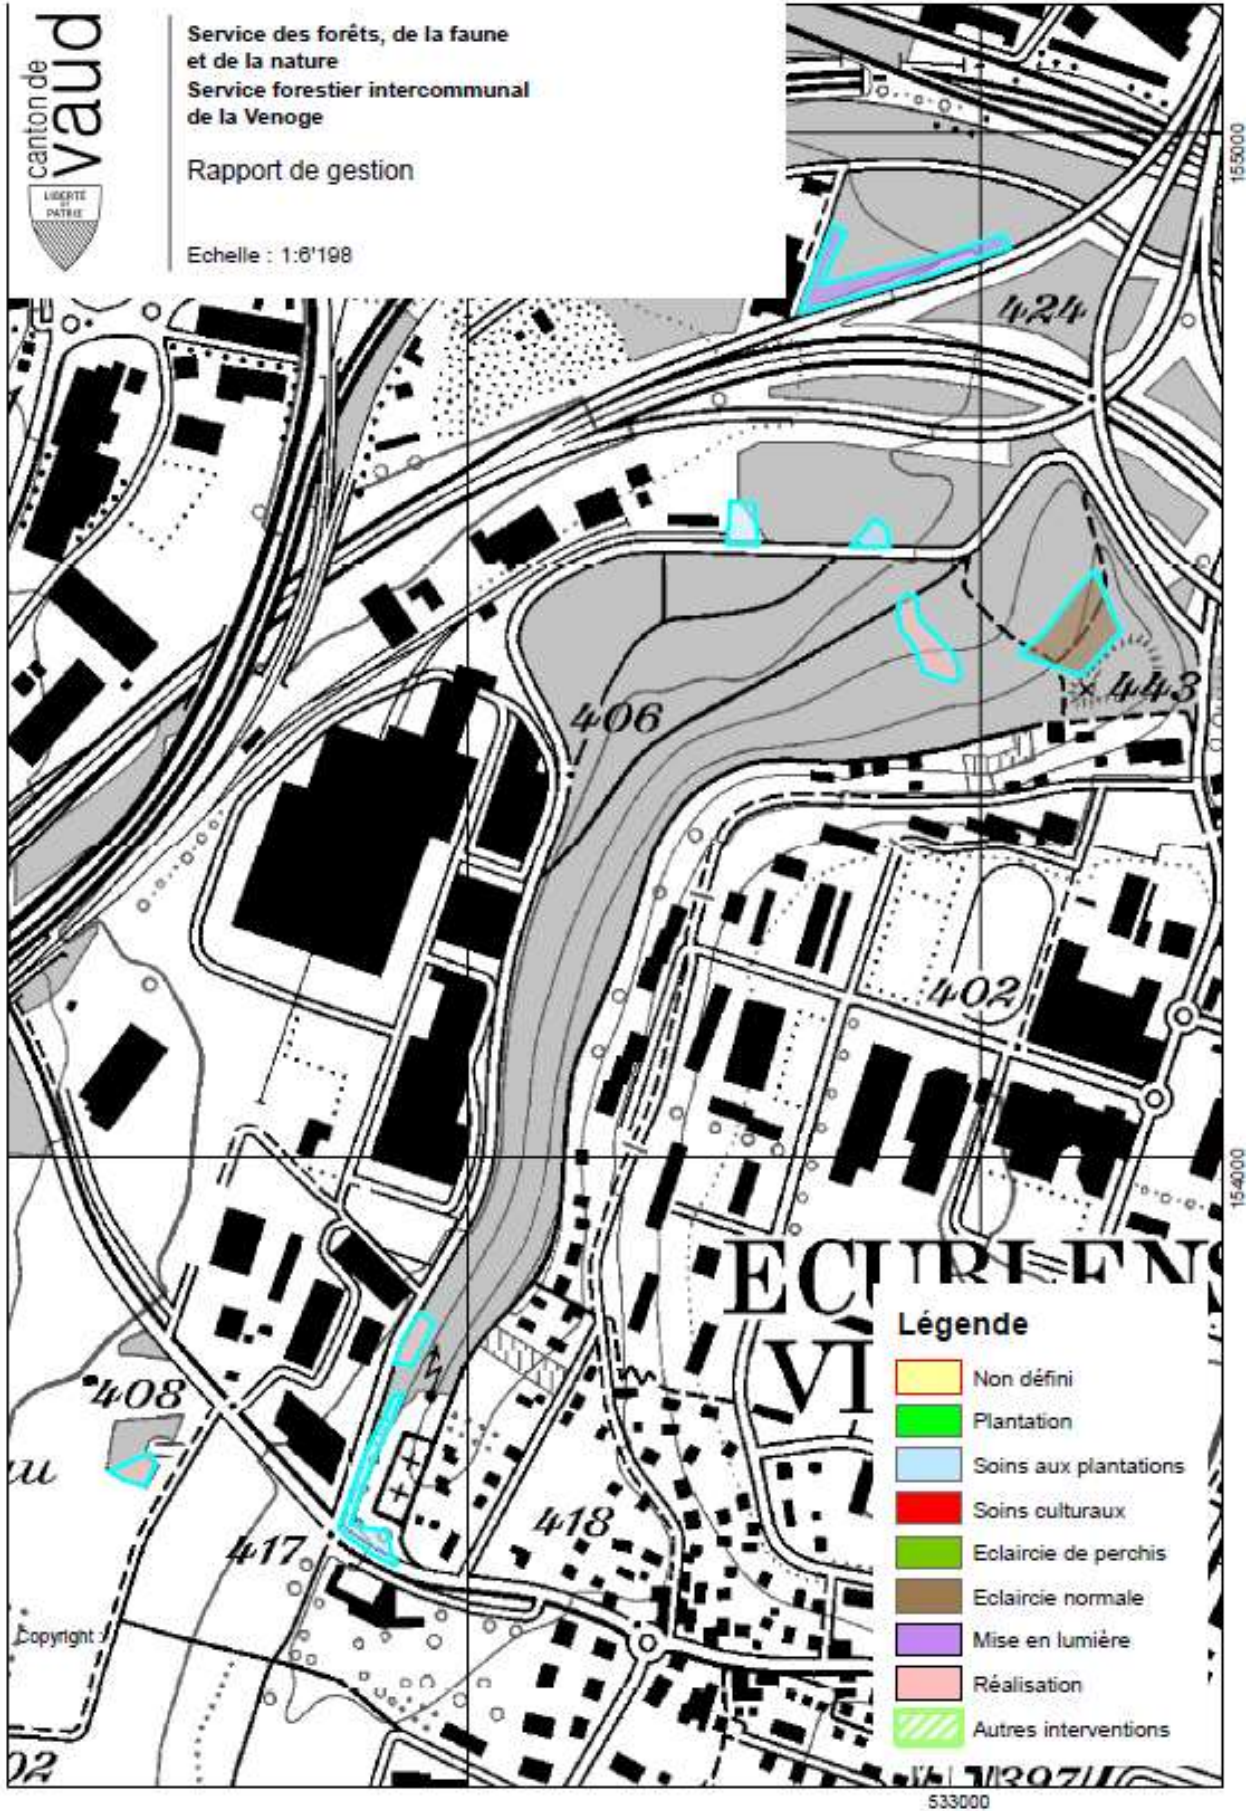 canton de
vaud
LIBERTÉ
ET
PATRIE
Service des forêts, de la faune
et de la nature
Service forestier intercommunal
de la Venoge
Rapport de gestion
Echelle : 1:6'198
155000
424
443
406
402
154000
ECUBLENS
408
418
417
Légende
Non défini
Plantation
Soins aux plantations
Soins culturaux
Eclaircie de perchis
Eclaircie normale
Mise en lumière
Réalisation
Autres interventions
Copyright :
02
397
533000